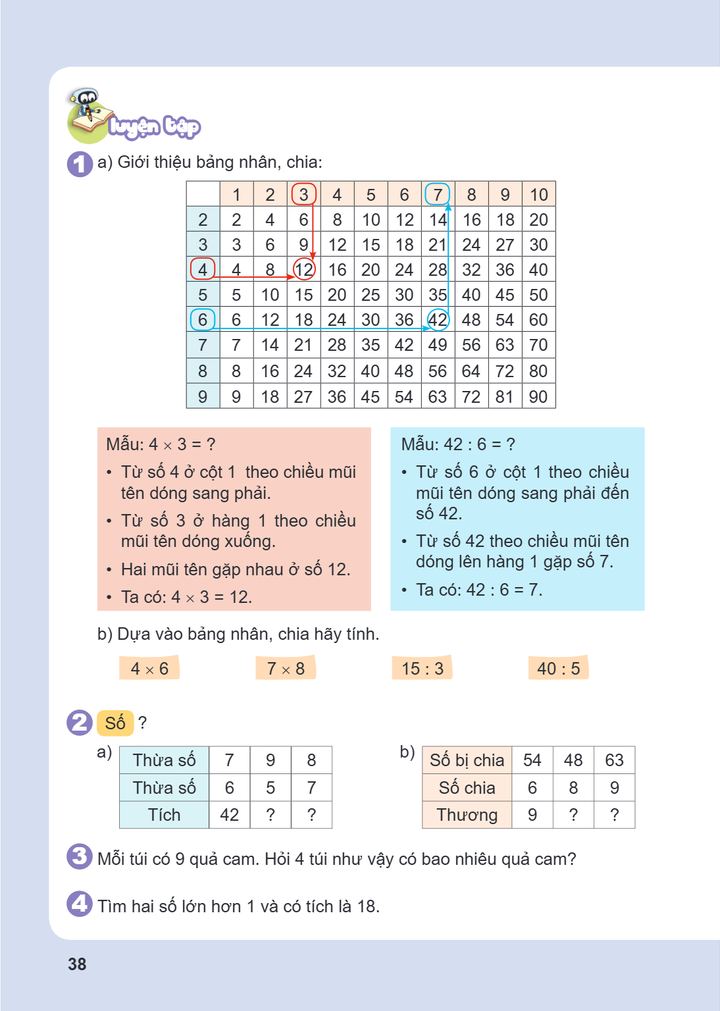 luyện tập
1 a) Giới thiệu bảng nhân, chia:
1 2 3 4 5 6 7 8 9 10
2 2 4 6 8 10 12 14 16 18 20
3 3 6 9 12 15 18 21 24 27 30
4 4 8 12 16 20 24 28 32 36 40
5 5 10 15 20 25 30 35 40 45 50
6 6 12 18 24 30 36 42 48 54 60
7 7 14 21 28 35 42 49 56 63 70
8 8 16 24 32 40 48 56 64 72 80
9 9 18 27 36 45 54 63 72 81 90
Mẫu: 4 × 3 = ?
• Từ số 4 ở cột 1 theo chiều mũi
tên dóng sang phải.
• Từ số 3 ở hàng 1 theo chiều
mũi tên dóng xuống.
• Hai mũi tên gặp nhau ở số 12.
• Ta có: 4 × 3 = 12.
Mẫu: 42 : 6 = ?
• Từ số 6 ở cột 1 theo chiều
mũi tên dóng sang phải đến
số 42.
• Từ số 42 theo chiều mũi tên
dóng lên hàng 1 gặp số 7.
• Ta có: 42 : 6 = 7.
b) Dựa vào bảng nhân, chia hãy tính.
4 × 6 7 × 8 15 : 3 40 : 5
2 Số ?
a)
Thừa số 7 9 8
Thừa số 6 5 7
Tích 42 ? ?
b)
Số bị chia 54 48 63
Số chia 6 8 9
Thương 9 ? ?
3 Mỗi túi có 9 quả cam. Hỏi 4 túi như vậy có bao nhiêu quả cam?
4 Tìm hai số lớn hơn 1 và có tích là 18.
38